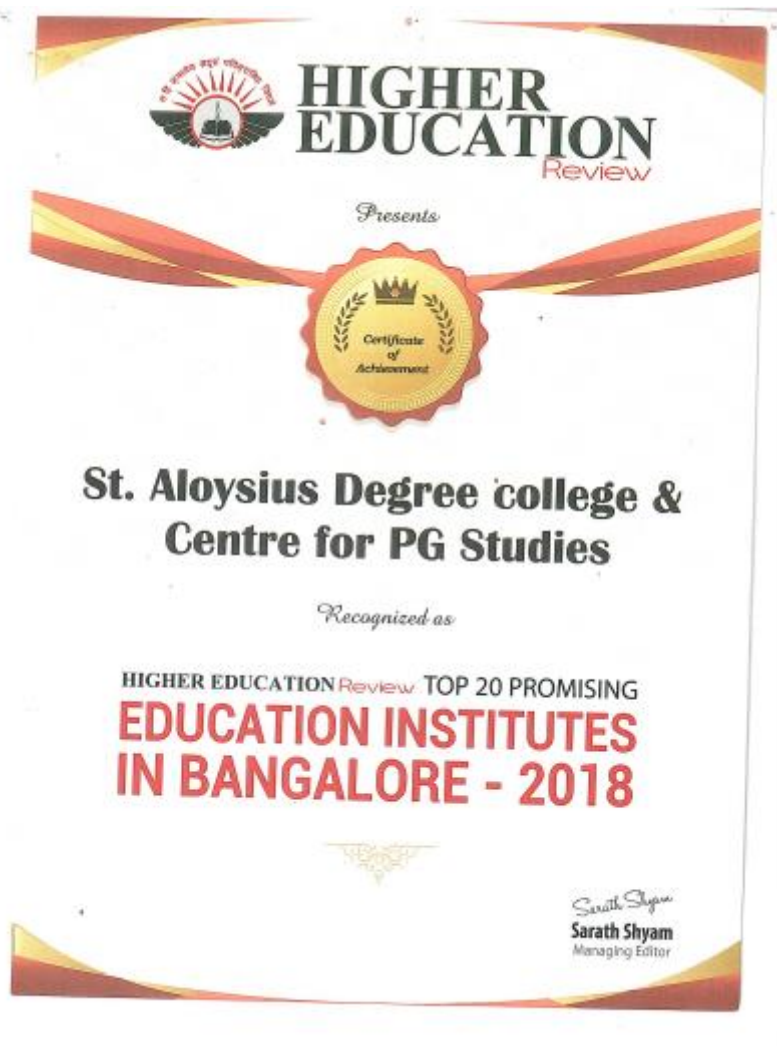 HIGHER
EDUCATION
Review
Presents
Certificate
of
Achievement
St. Aloysius Degree college &
Centre for PG Studies
Recognized as
HIGHER EDUCATION Review TOP 20 PROMISING
EDUCATION INSTITUTES
IN BANGALORE - 2018
Sarath Shyam
Sarath Shyam
Managing Editor